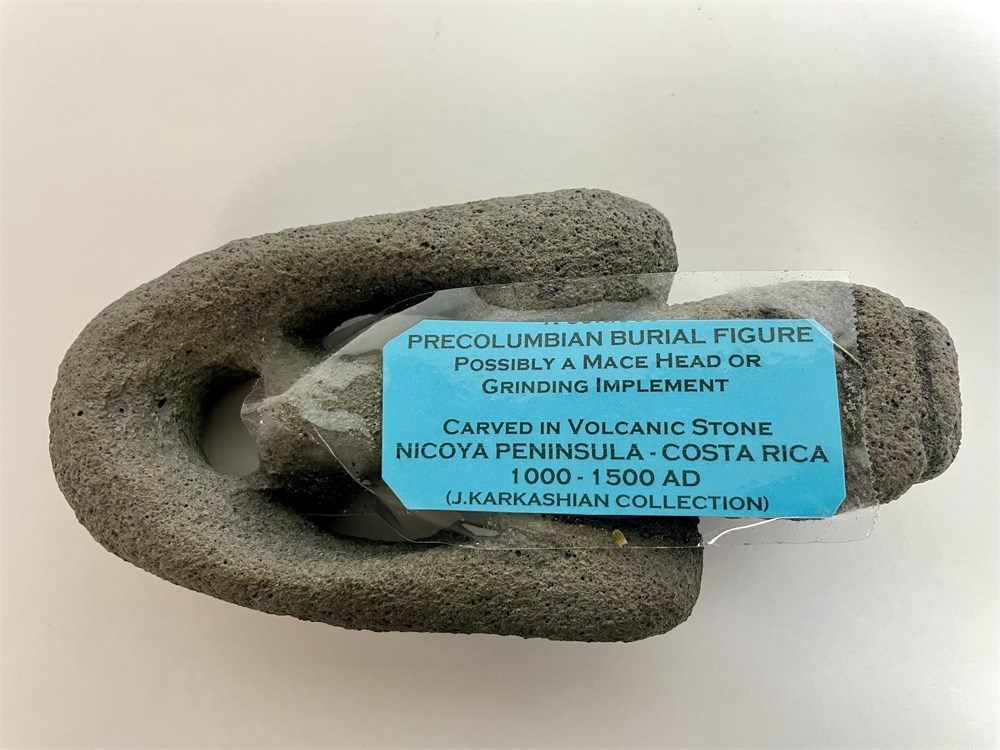 PRECOLUMBIAN BURIAL FIGURE
POSSIBLY A MACE HEAD OR
GRINDING IMPLEMENT
CARVED IN VOLCANIC STONE
NICOYA PENINSULA - COSTA RICA
1000 - 1500 AD
(J.KARKASHIAN COLLECTION)